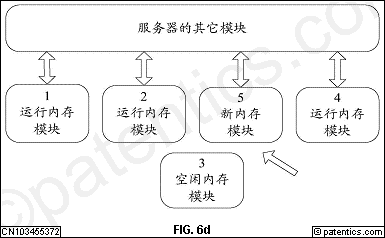 服务器的其它模块
1
运行内存
模块
2
运行内存
模块
5
新内存
模块
4
运行内存
模块
3
空闲内存
模块
CN103455372
FIG. 6d
© patentics.com
©patentics.com